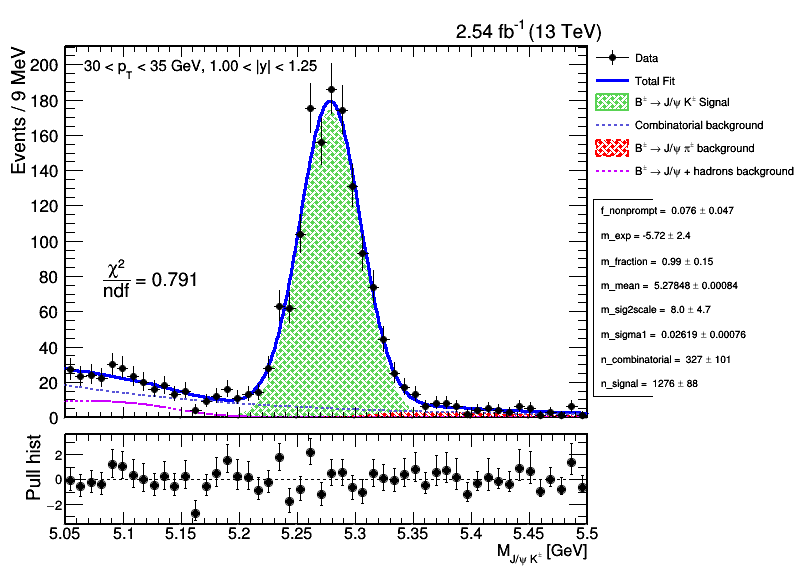 2.54 fb⁻¹ (13 TeV)
30 < p_T < 35 GeV, 1.00 < |y| < 1.25
Events / 9 MeV
200
180
160
140
120
100
80
60
40
20
0
χ²/ndf = 0.791
Data
Total Fit
B± → J/ψ K± Signal
Combinatorial background
B± → J/ψ π± background
B± → J/ψ + hadrons background
f_nonprompt = 0.076 ± 0.047
m_exp = -5.72 ± 2.4
m_fraction = 0.99 ± 0.15
m_mean = 5.27848 ± 0.00084
m_sig2scale = 8.0 ± 4.7
m_sigma1 = 0.02619 ± 0.00076
n_combinatorial = 327 ± 101
n_signal = 1276 ± 88
Pull hist
2
0
−2
5.05 5.1 5.15 5.2 5.25 5.3 5.35 5.4 5.45 5.5
M_J/ψ K± [GeV]